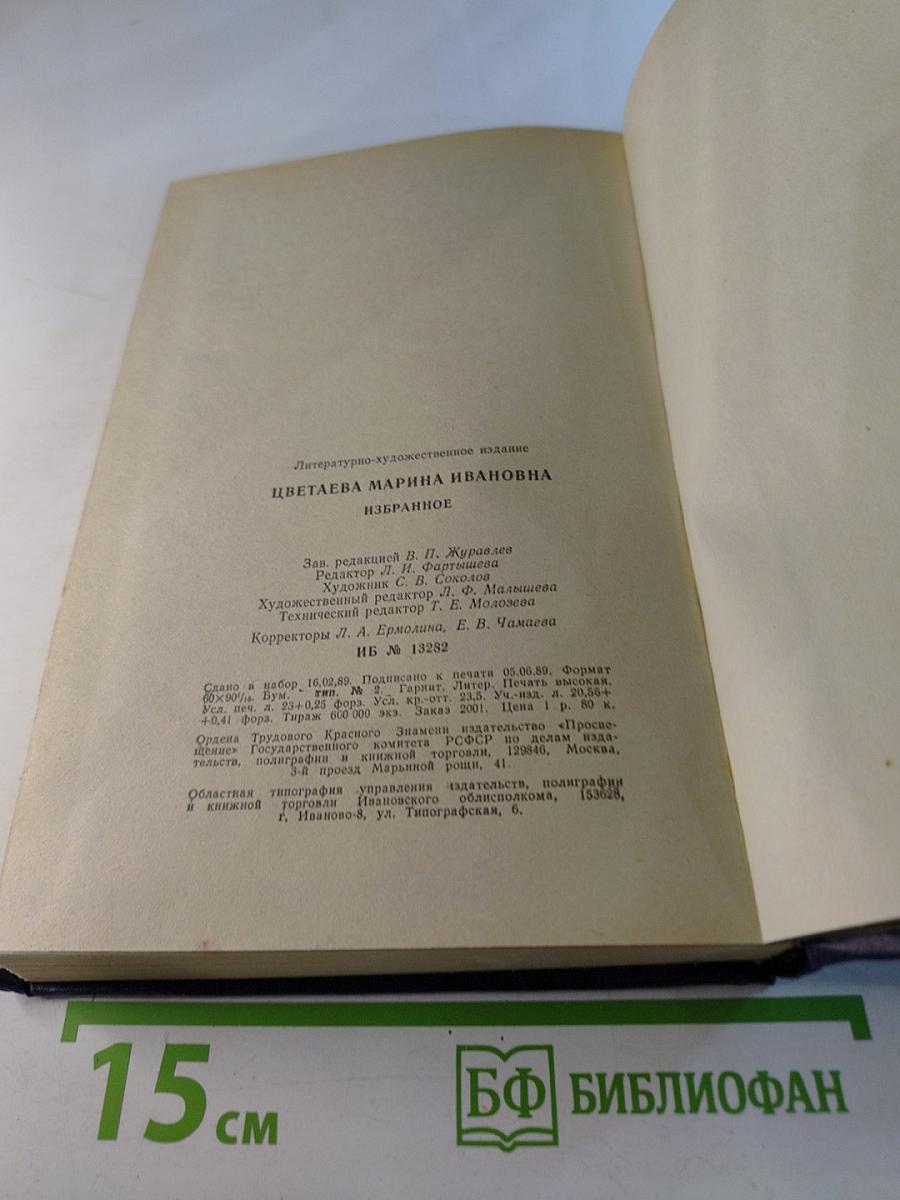 Литературно-художественное издание
ЦВЕТАЕВА МАРИНА ИВАНОВНА
ИЗБРАННОЕ
Зав. редакцией В. П. Журавлев
Редактор Л. И. Фартышева
Художник С. В. Соколов
Художественный редактор Л. Ф. Малышева
Технический редактор Т. Е. Молозева
Корректоры Л. А. Ермолина, Е. В. Чамаева
ИБ № 13282
Сдано в набор 16.02.89. Подписано к печати 05.06.89. Формат
60×90¹/₁₆. Бум. тип. № 2. Гарнит. Литер. Печать высокая.
Усл. печ. л. 23+0,25 форз. Усл. кр.-отт. 23,5. Уч.-изд. л. 20,56+
+0,41 форз. Тираж 600 000 экз. Заказ 2001. Цена 1 р. 80 к.
Ордена Трудового Красного Знамени издательство «Просве-
щение» Государственного комитета РСФСР по делам изда-
тельств, полиграфии и книжной торговли, 129846, Москва,
3-й проезд Марьиной рощи, 41.
Областная типография управления издательств, полиграфии
и книжной торговли Ивановского облисполкома, 153628,
г. Иваново-8, ул. Типографская, 6.
15 см
БФ БИБЛИОФАН